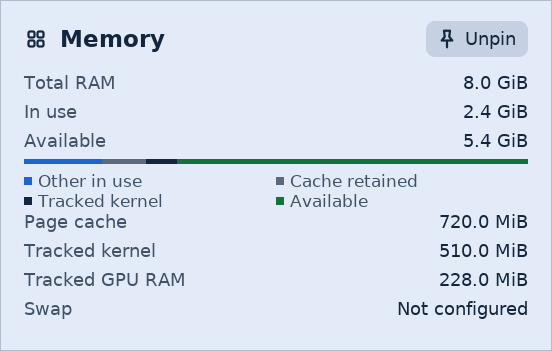 Memory
Unpin
Total RAM 8.0 GiB
In use 2.4 GiB
Available 5.4 GiB
Other in use Cache retained
Tracked kernel Available
Page cache 720.0 MiB
Tracked kernel 510.0 MiB
Tracked GPU RAM 228.0 MiB
Swap Not configured